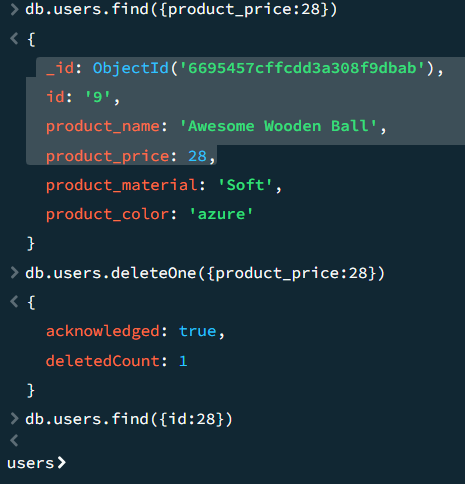 > db.users.find({product_price:28})
< {
_id: ObjectId('6695457cffcdd3a308f9dbab'),
id: '9',
product_name: 'Awesome Wooden Ball',
product_price: 28,
product_material: 'Soft',
product_color: 'azure'
}
> db.users.deleteOne({product_price:28})
< {
acknowledged: true,
deletedCount: 1
}
> db.users.find({id:28})
<
users>